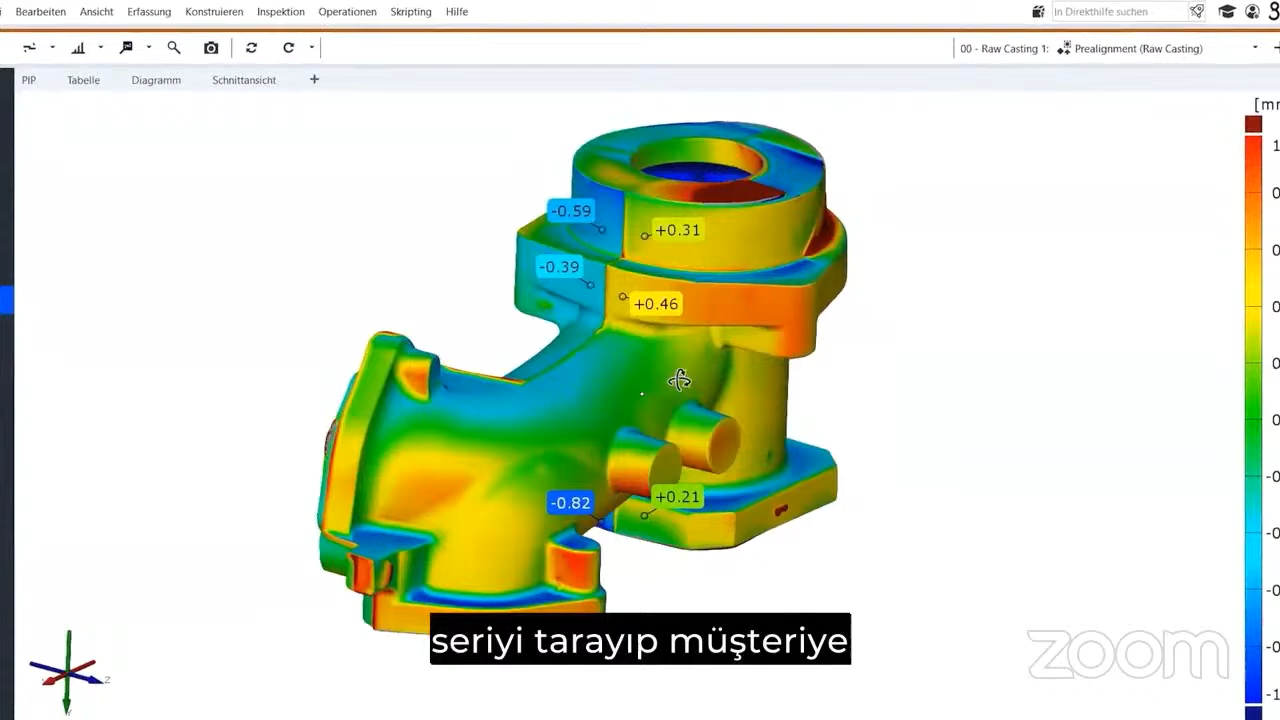 Bearbeiten Ansicht Erfassung Konstruieren Inspektion Operationen Skripting Hilfe
In Direkthilfe suchen
00 - Raw Casting 1: Prealignment (Raw Casting)
PIP Tabelle Diagramm Schnittansicht +
-0.59
+0.31
-0.39
+0.46
+0.21
-0.82
seriyi tarayıp müşteriye
zoom